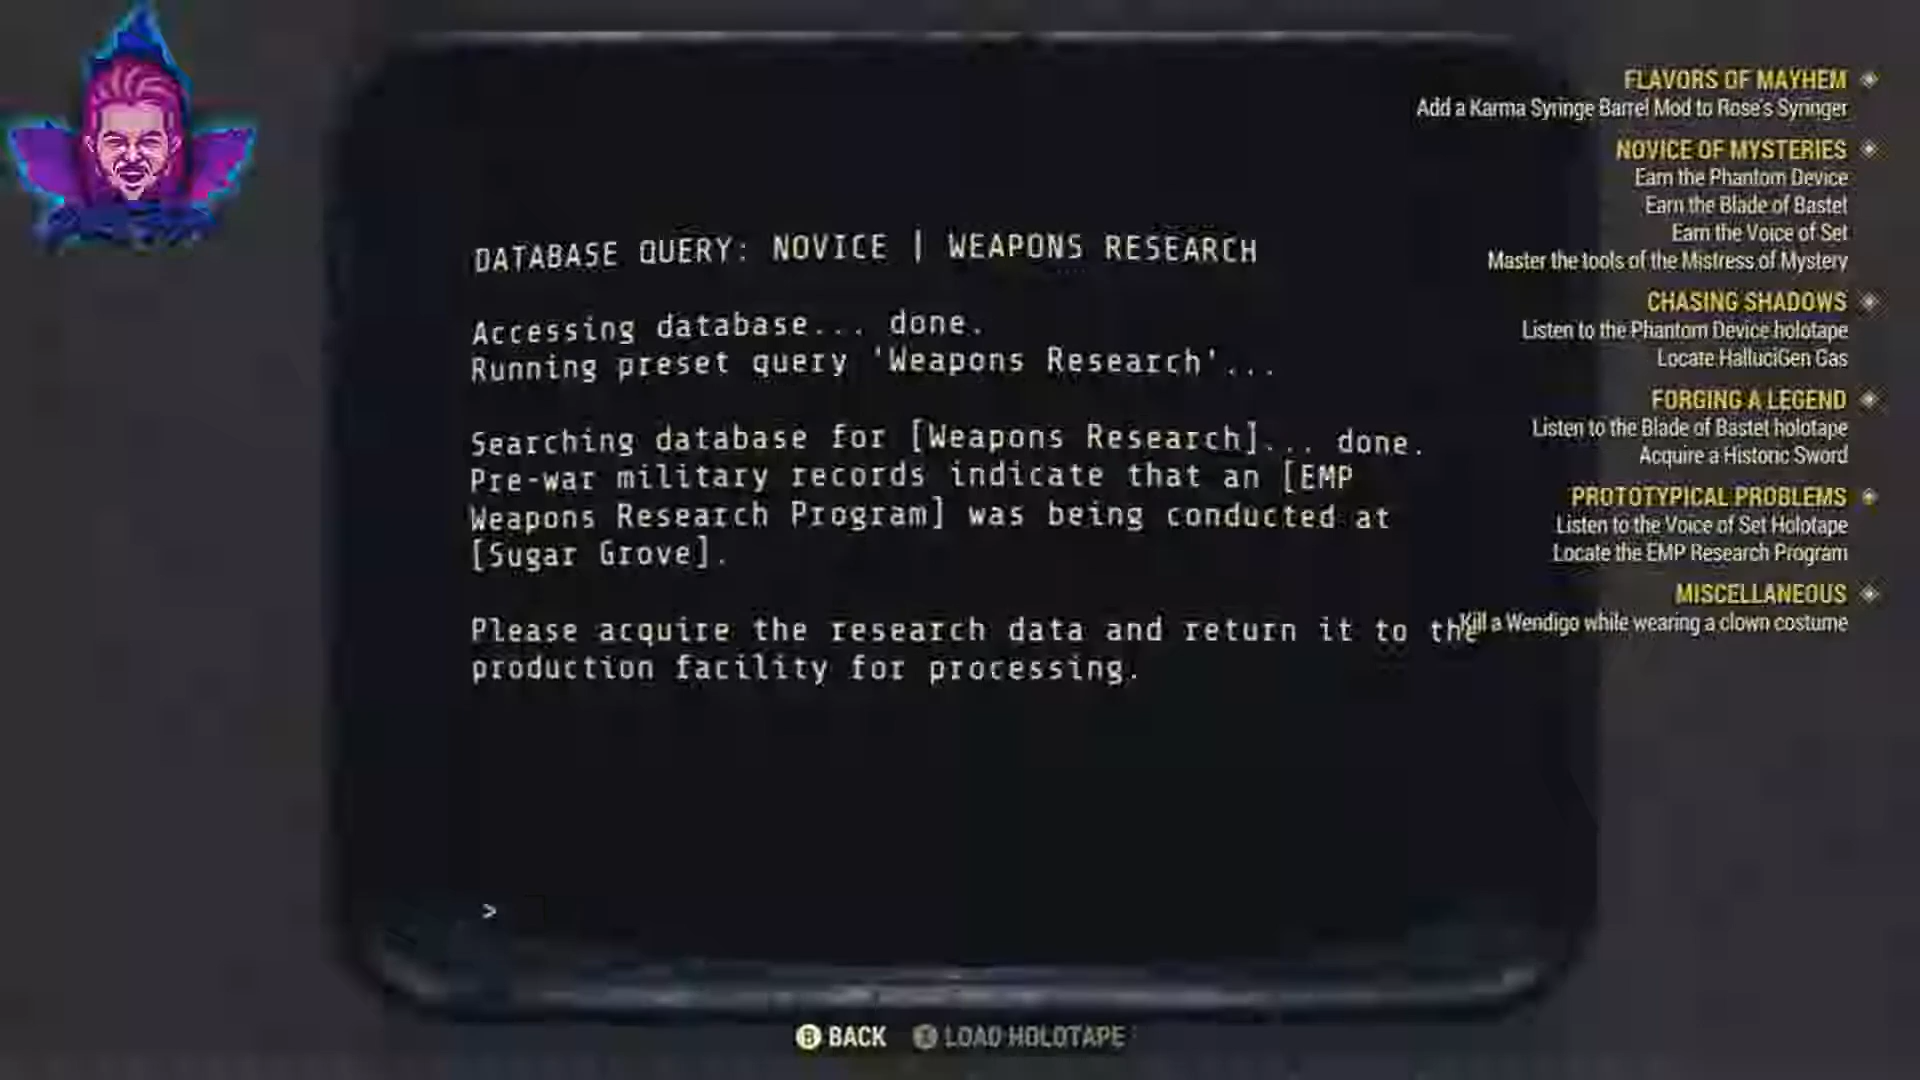 DATABASE QUERY: NOVICE | WEAPONS RESEARCH
Accessing database... done.
Running preset query 'Weapons Research'...
Searching database for [Weapons Research]... done.
Pre-war military records indicate that an [EMP
Weapons Research Program] was being conducted at
[Sugar Grove].
Please acquire the research data and return it to the
production facility for processing.
>
FLAVORS OF MAYHEM
Add a Karma Syringe Barrel Mod to Rose's Syringer
NOVICE OF MYSTERIES
Earn the Phantom Device
Earn the Blade of Bastet
Earn the Voice of Set
Master the tools of the Mistress of Mystery
CHASING SHADOWS
Listen to the Phantom Device holotape
Locate HalluciGen Gas
FORGING A LEGEND
Listen to the Blade of Bastet holotape
Acquire a Historic Sword
PROTOTYPICAL PROBLEMS
Listen to the Voice of Set Holotape
Locate the EMP Research Program
MISCELLANEOUS
Kill a Wendigo while wearing a clown costume
B BACK LOAD HOLOTAPE